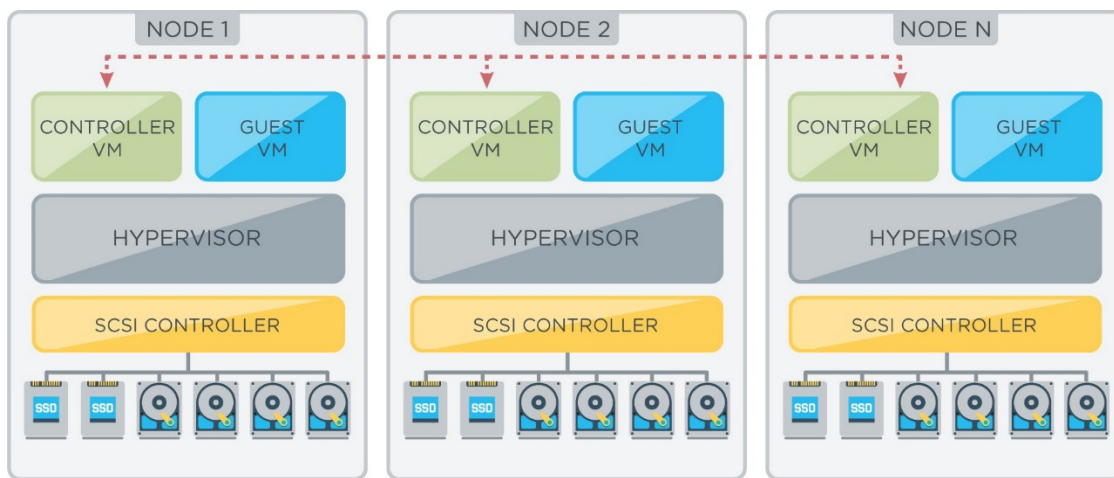 NODE 1
CONTROLLER
VM
GUEST
VM
HYPERVISOR
SCSI CONTROLLER
SSD
SSD
NODE 2
CONTROLLER
VM
GUEST
VM
HYPERVISOR
SCSI CONTROLLER
SSD
SSD
NODE N
CONTROLLER
VM
GUEST
VM
HYPERVISOR
SCSI CONTROLLER
SSD
SSD